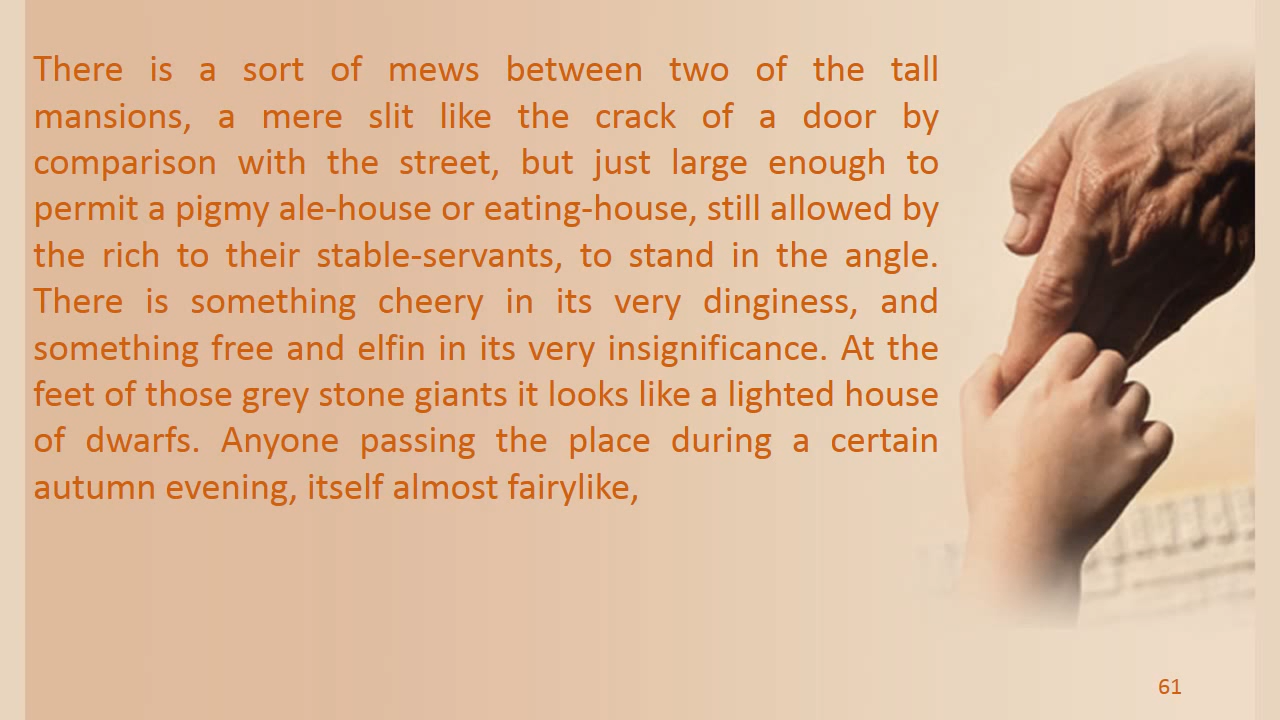 There is a sort of mews between two of the tall
mansions, a mere slit like the crack of a door by
comparison with the street, but just large enough to
permit a pigmy ale-house or eating-house, still allowed by
the rich to their stable-servants, to stand in the angle.
There is something cheery in its very dinginess, and
something free and elfin in its very insignificance. At the
feet of those grey stone giants it looks like a lighted house
of dwarfs. Anyone passing the place during a certain
autumn evening, itself almost fairylike,
61